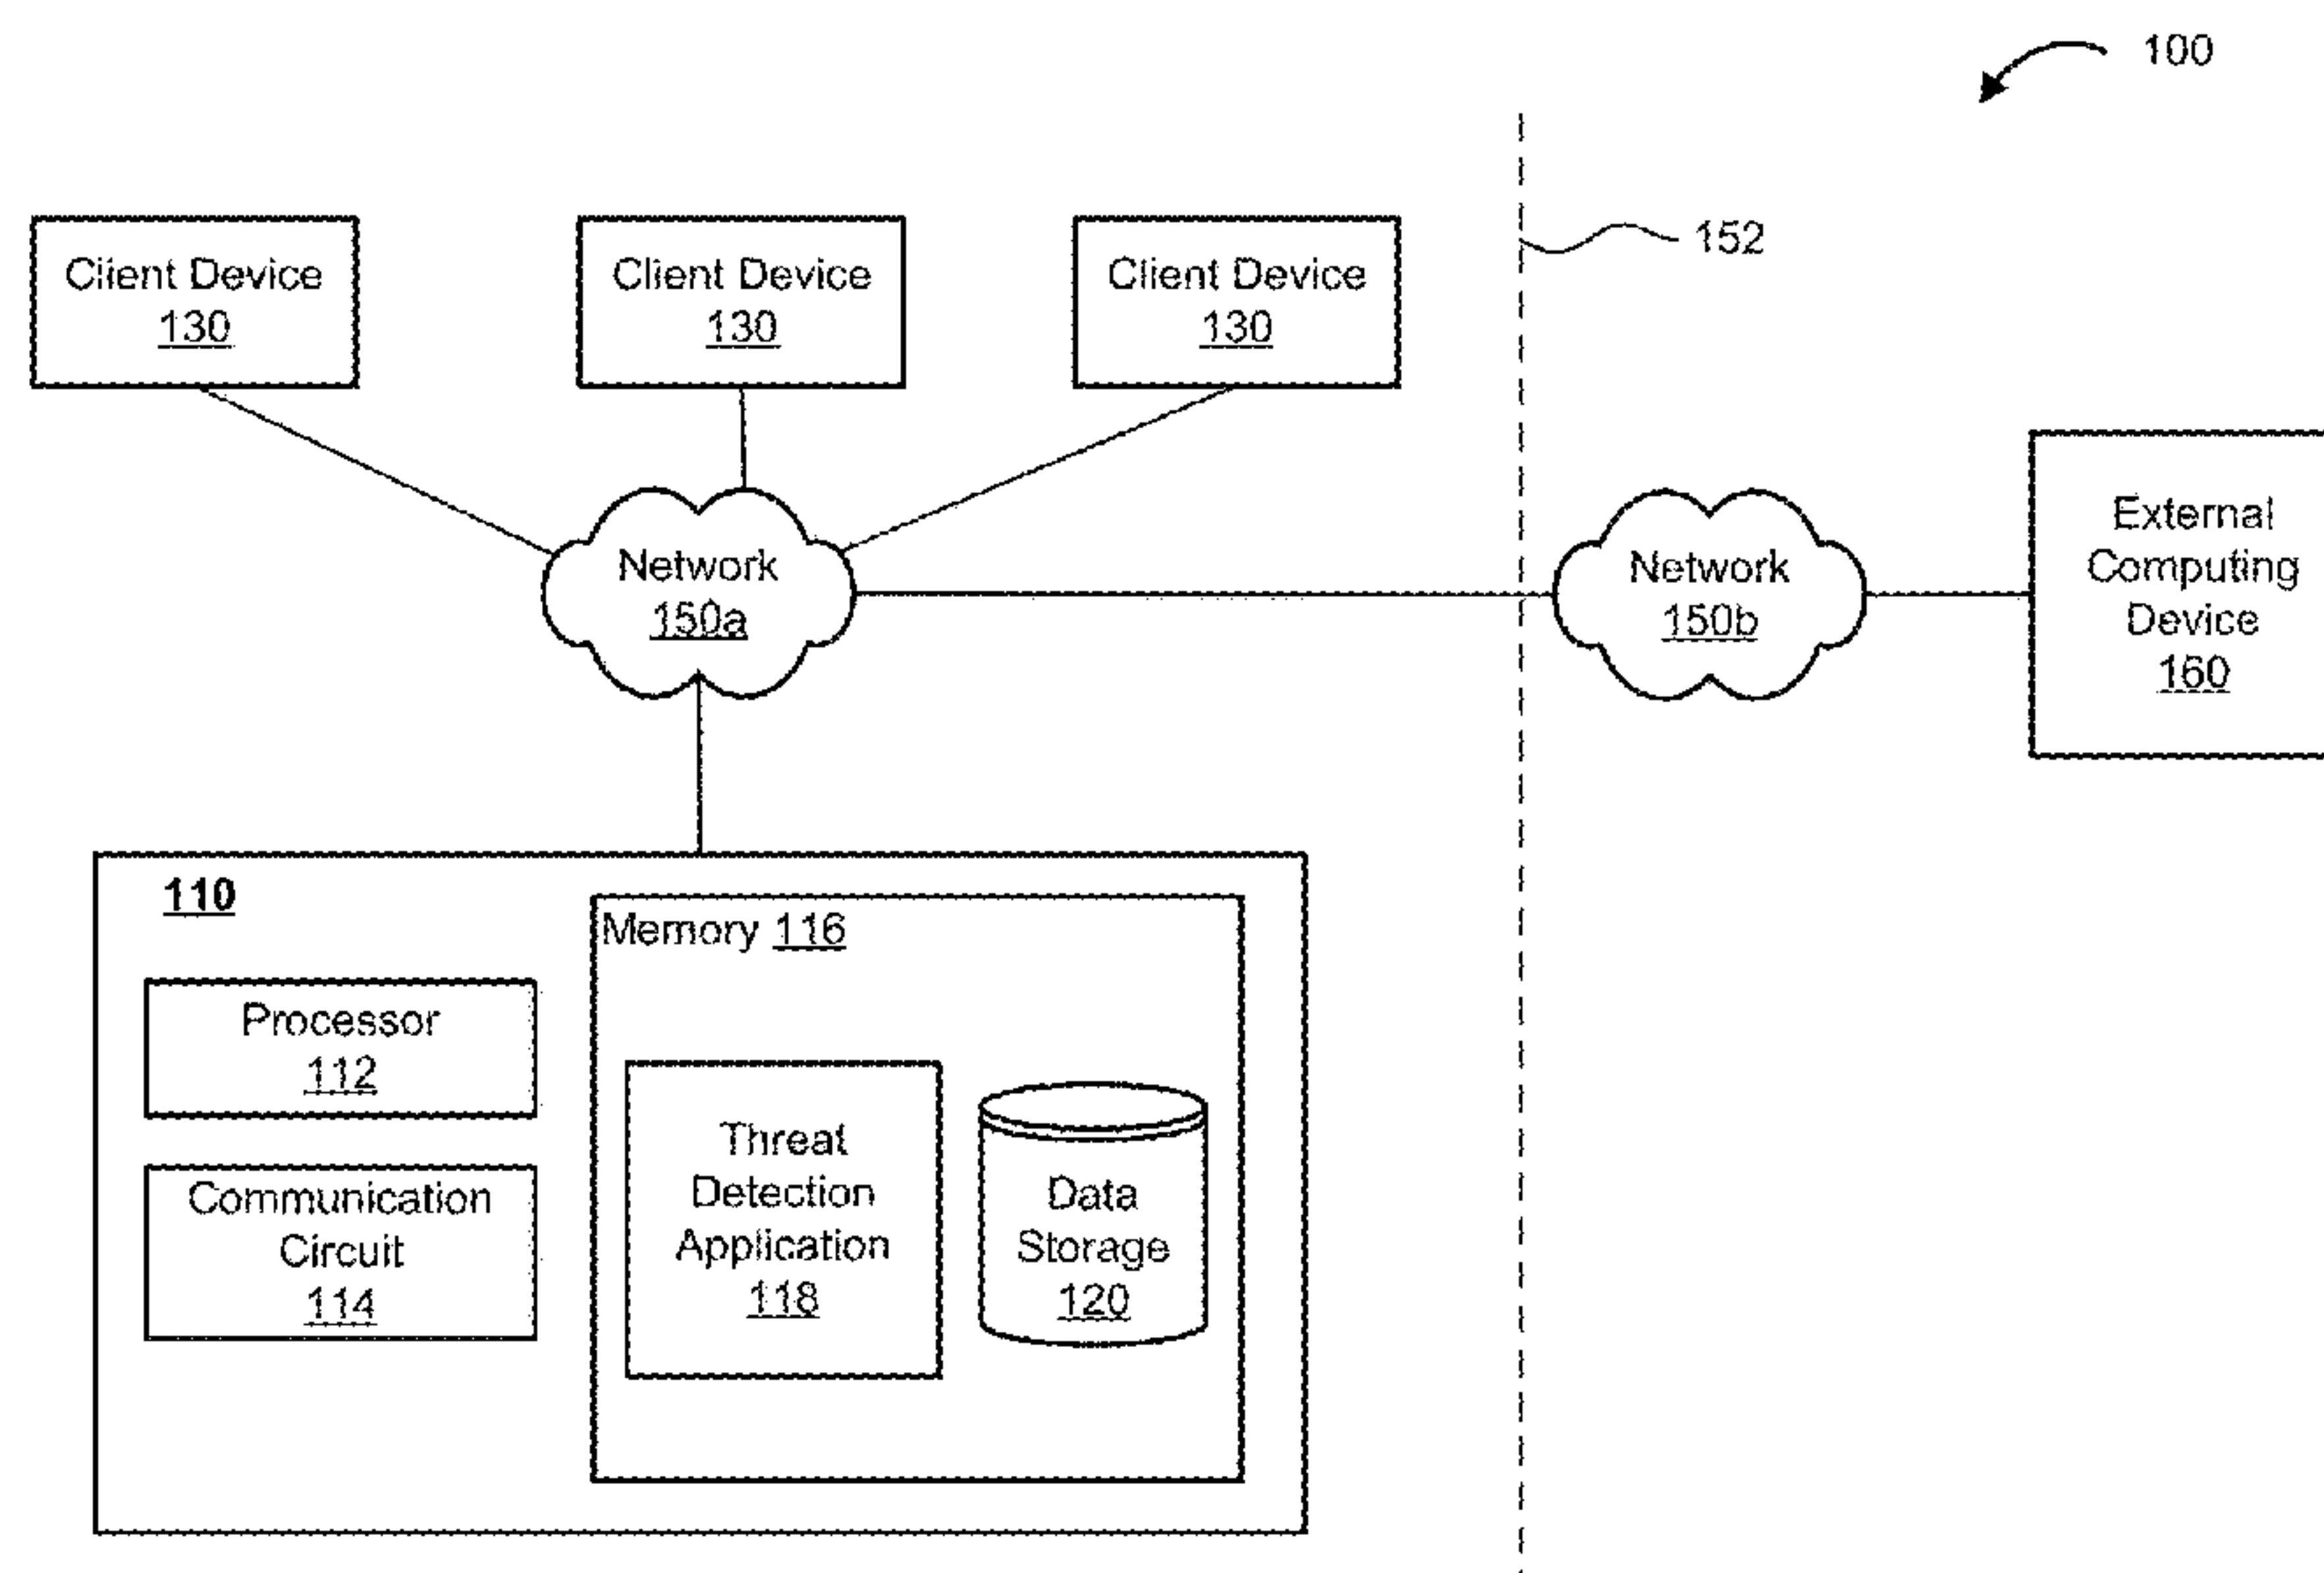 100
Client Device
130
Client Device
130
Client Device
130
152
Network
150a
Network
150b
External
Computing
Device
160
110
Memory 116
Processor
112
Communication
Circuit
114
Threat
Detection
Application
118
Data
Storage
120